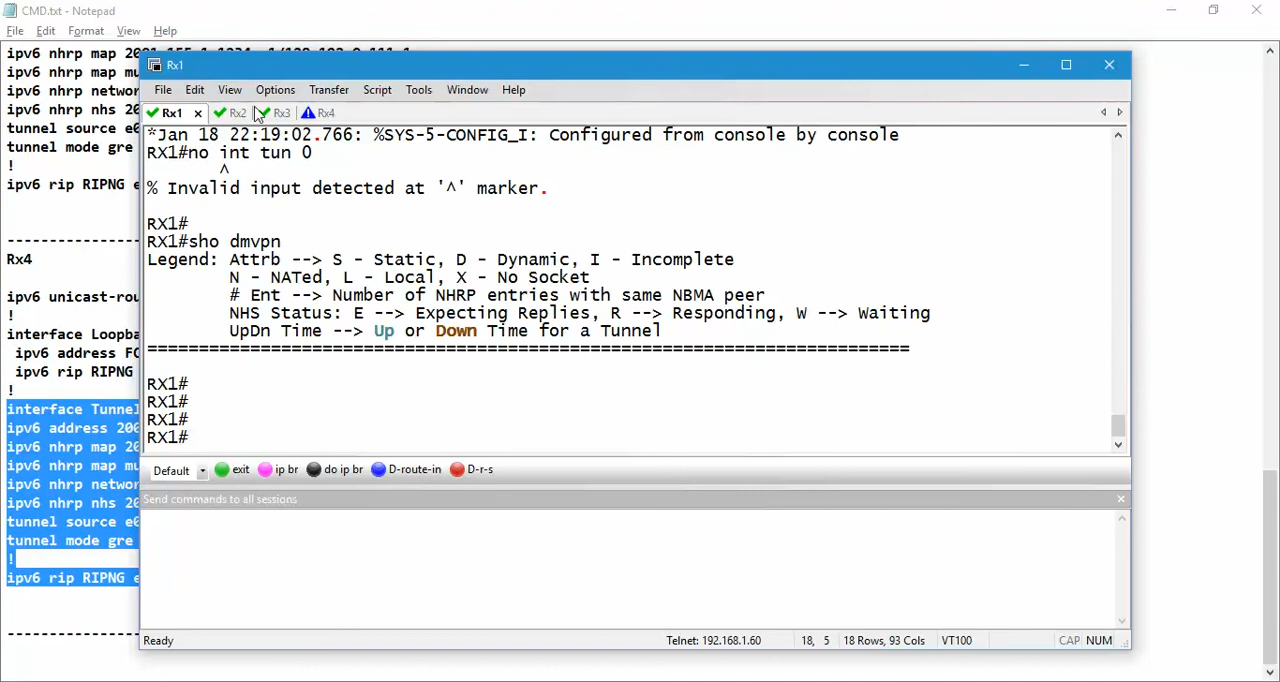 CMD.txt - Notepad
File Edit Format View Help
ipv6 nhrp map
ipv6 nhrp map mu
ipv6 nhrp networ
ipv6 nhrp nhs 20
tunnel source e0
tunnel mode gre
!
ipv6 rip RIPNG e
Rx4
ipv6 unicast-rou
!
interface Loopba
ipv6 address FC
ipv6 rip RIPNG
!
interface Tunnel
ipv6 address 200
ipv6 nhrp map 20
ipv6 nhrp map mu
ipv6 nhrp networ
ipv6 nhrp nhs 20
tunnel source e0
tunnel mode gre
!
ipv6 rip RIPNG e
Rx1
File Edit View Options Transfer Script Tools Window Help
Rx1 Rx2 Rx3 Rx4
*Jan 18 22:19:02.766: %SYS-5-CONFIG_I: Configured from console by console
RX1#no int tun 0
^
% Invalid input detected at '^' marker.
RX1#
RX1#sho dmvpn
Legend: Attrb --> S - Static, D - Dynamic, I - Incomplete
N - NATed, L - Local, X - No Socket
# Ent --> Number of NHRP entries with same NBMA peer
NHS Status: E --> Expecting Replies, R --> Responding, W --> Waiting
UpDn Time --> Up or Down Time for a Tunnel
==========================================================================
RX1#
RX1#
RX1#
RX1#
Default exit ip br do ip br D-route-in D-r-s
Send commands to all sessions
Ready Telnet: 192.168.1.60 18, 5 18 Rows, 93 Cols VT100 CAP NUM